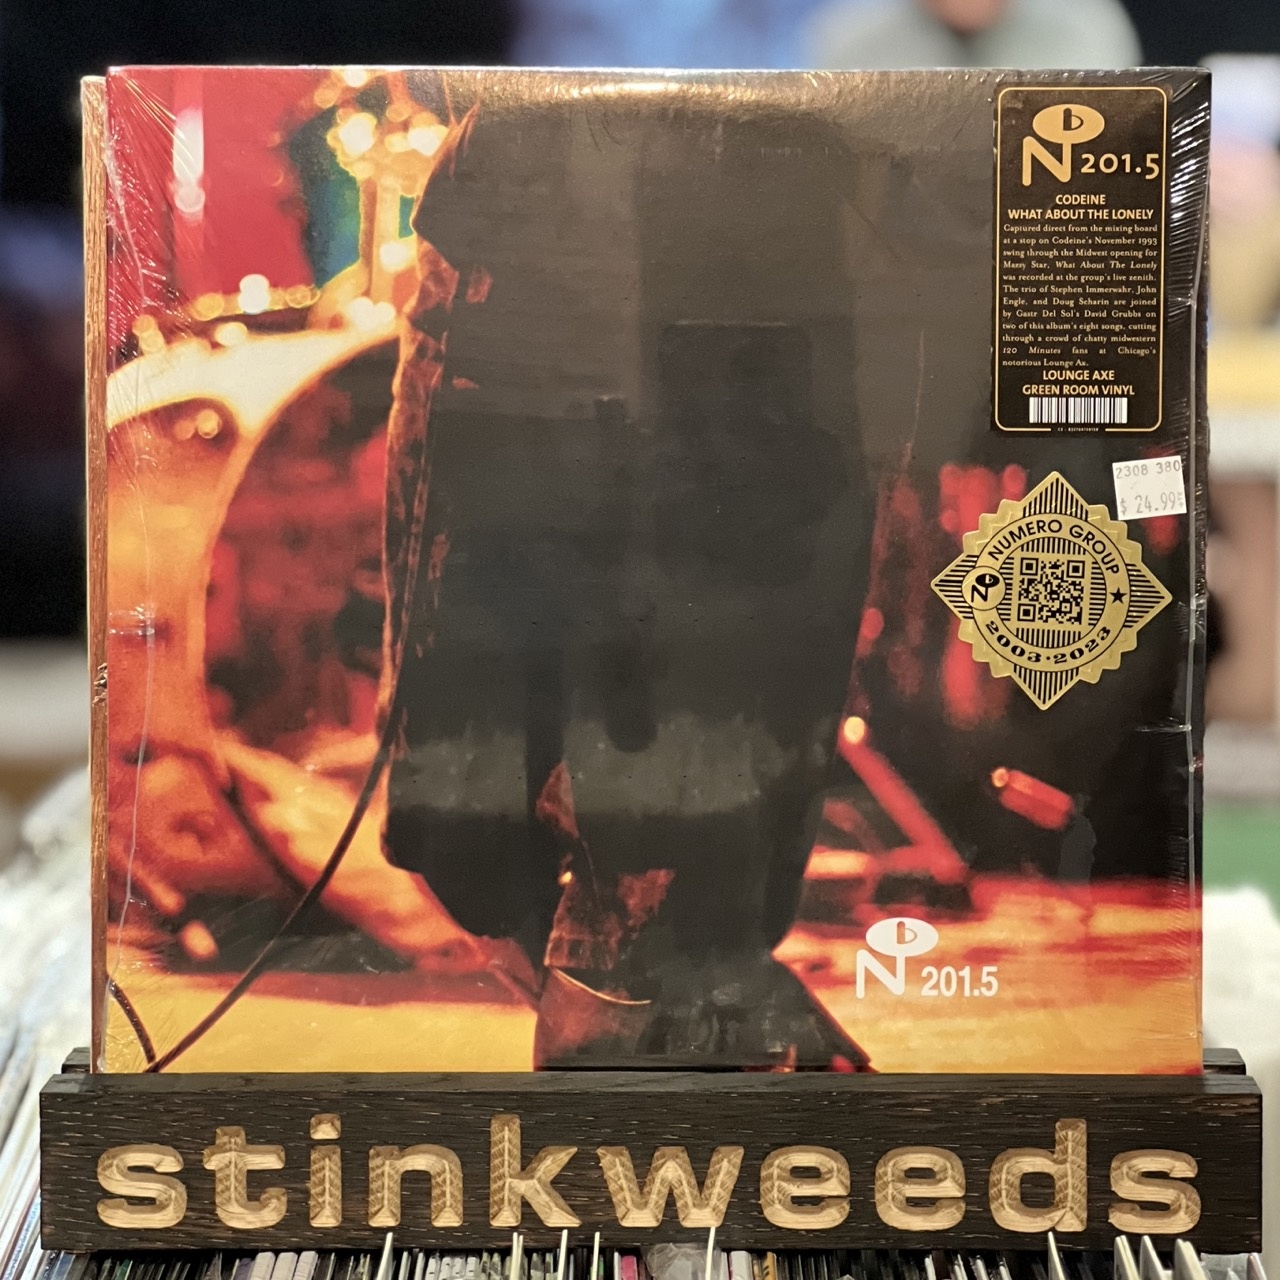 N b 201.5
CODEINE
WHAT ABOUT THE LONELY
Captured direct from the mixing board
at a stop on Codeine's November 1993
swing through the Midwest opening for
Mazzy Star, What About The Lonely
was recorded at the group's live zenith.
The trio of Stephen Immerwahr, John
Engle, and Doug Scharin are joined
by Gastr Del Sol's David Grubbs on
two of this album's eight songs, cutting
through a crowd of chatty midwestern
120 Minutes fans at Chicago's
notorious Lounge Ax.
LOUNGE AXE
GREEN ROOM VINYL
2308 380
$ 24.99
NUMERO GROUP
N b
2003·2023
N b 201.5
stinkweeds